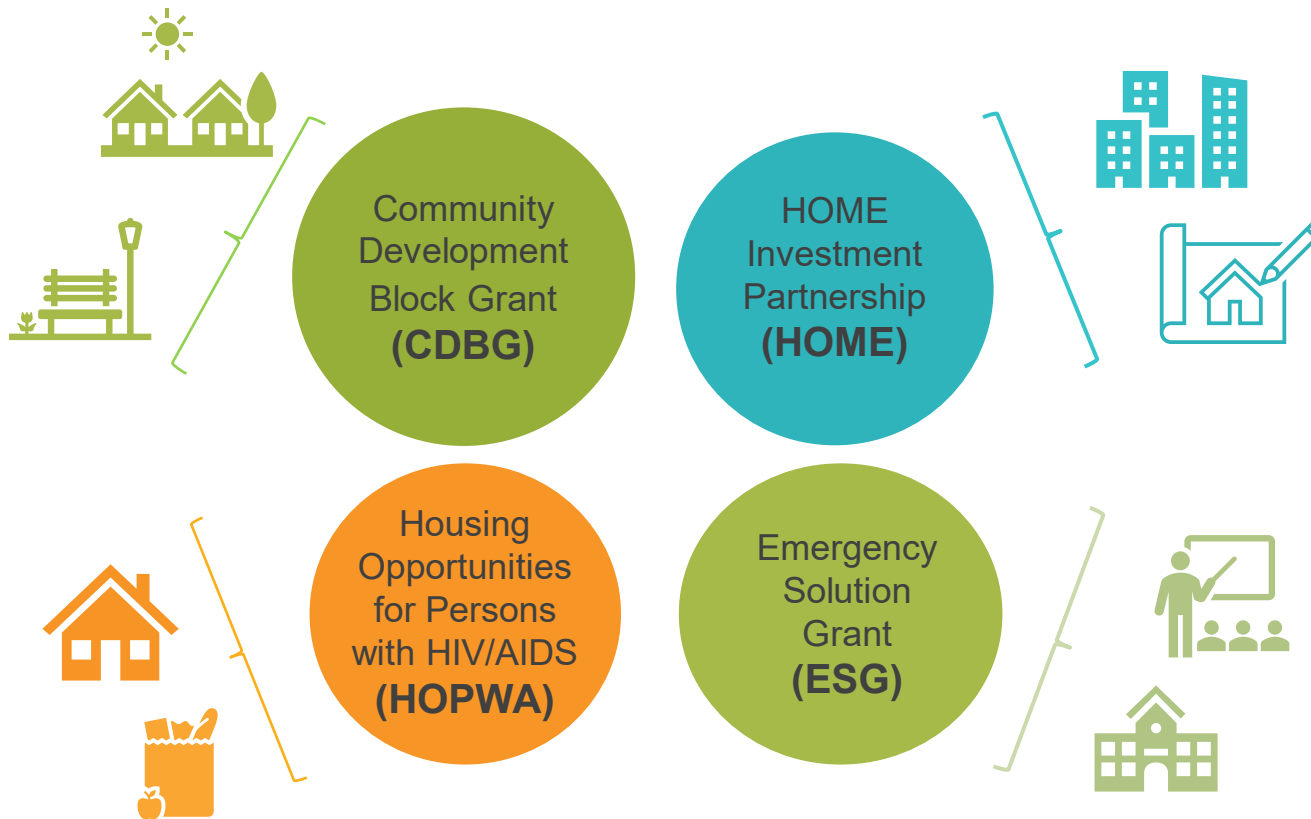 Community
Development
Block Grant
(CDBG)
HOME
Investment
Partnership
(HOME)
Housing
Opportunities
for Persons
with HIV/AIDS
(HOPWA)
Emergency
Solution
Grant
(ESG)